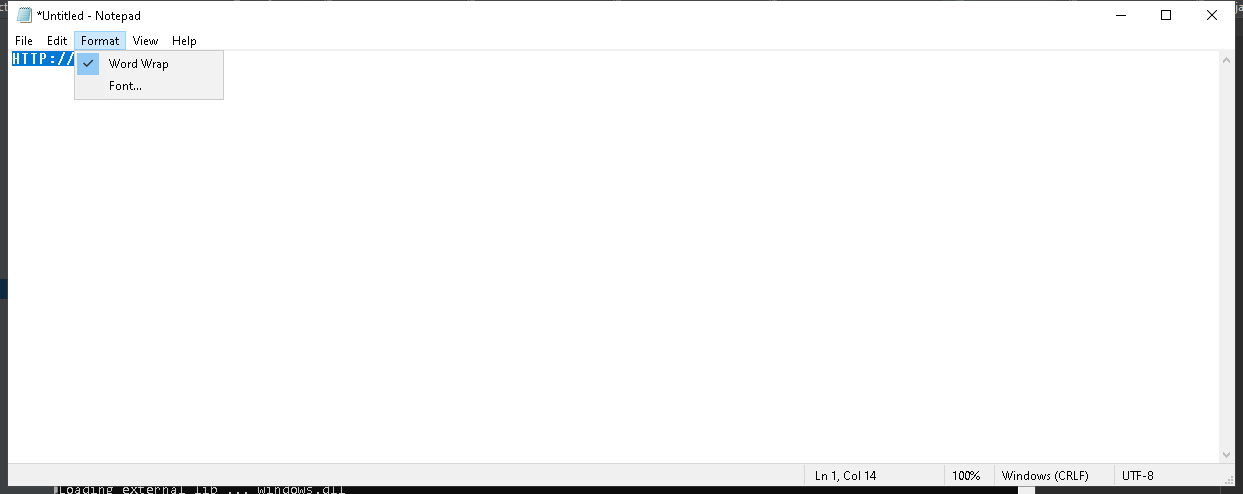 *Untitled - Notepad
File Edit Format View Help
HTTP://
Word Wrap
Font...
Ln 1, Col 14 100% Windows (CRLF) UTF-8
Loading external lib ... windows.dll